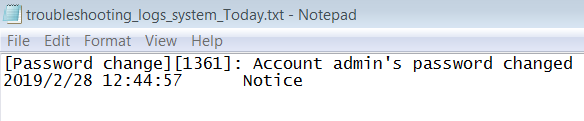 troubleshooting_logs_system_Today.txt - Notepad
File Edit Format View Help
[Password change][1361]: Account admin's password changed
2019/2/28 12:44:57 Notice